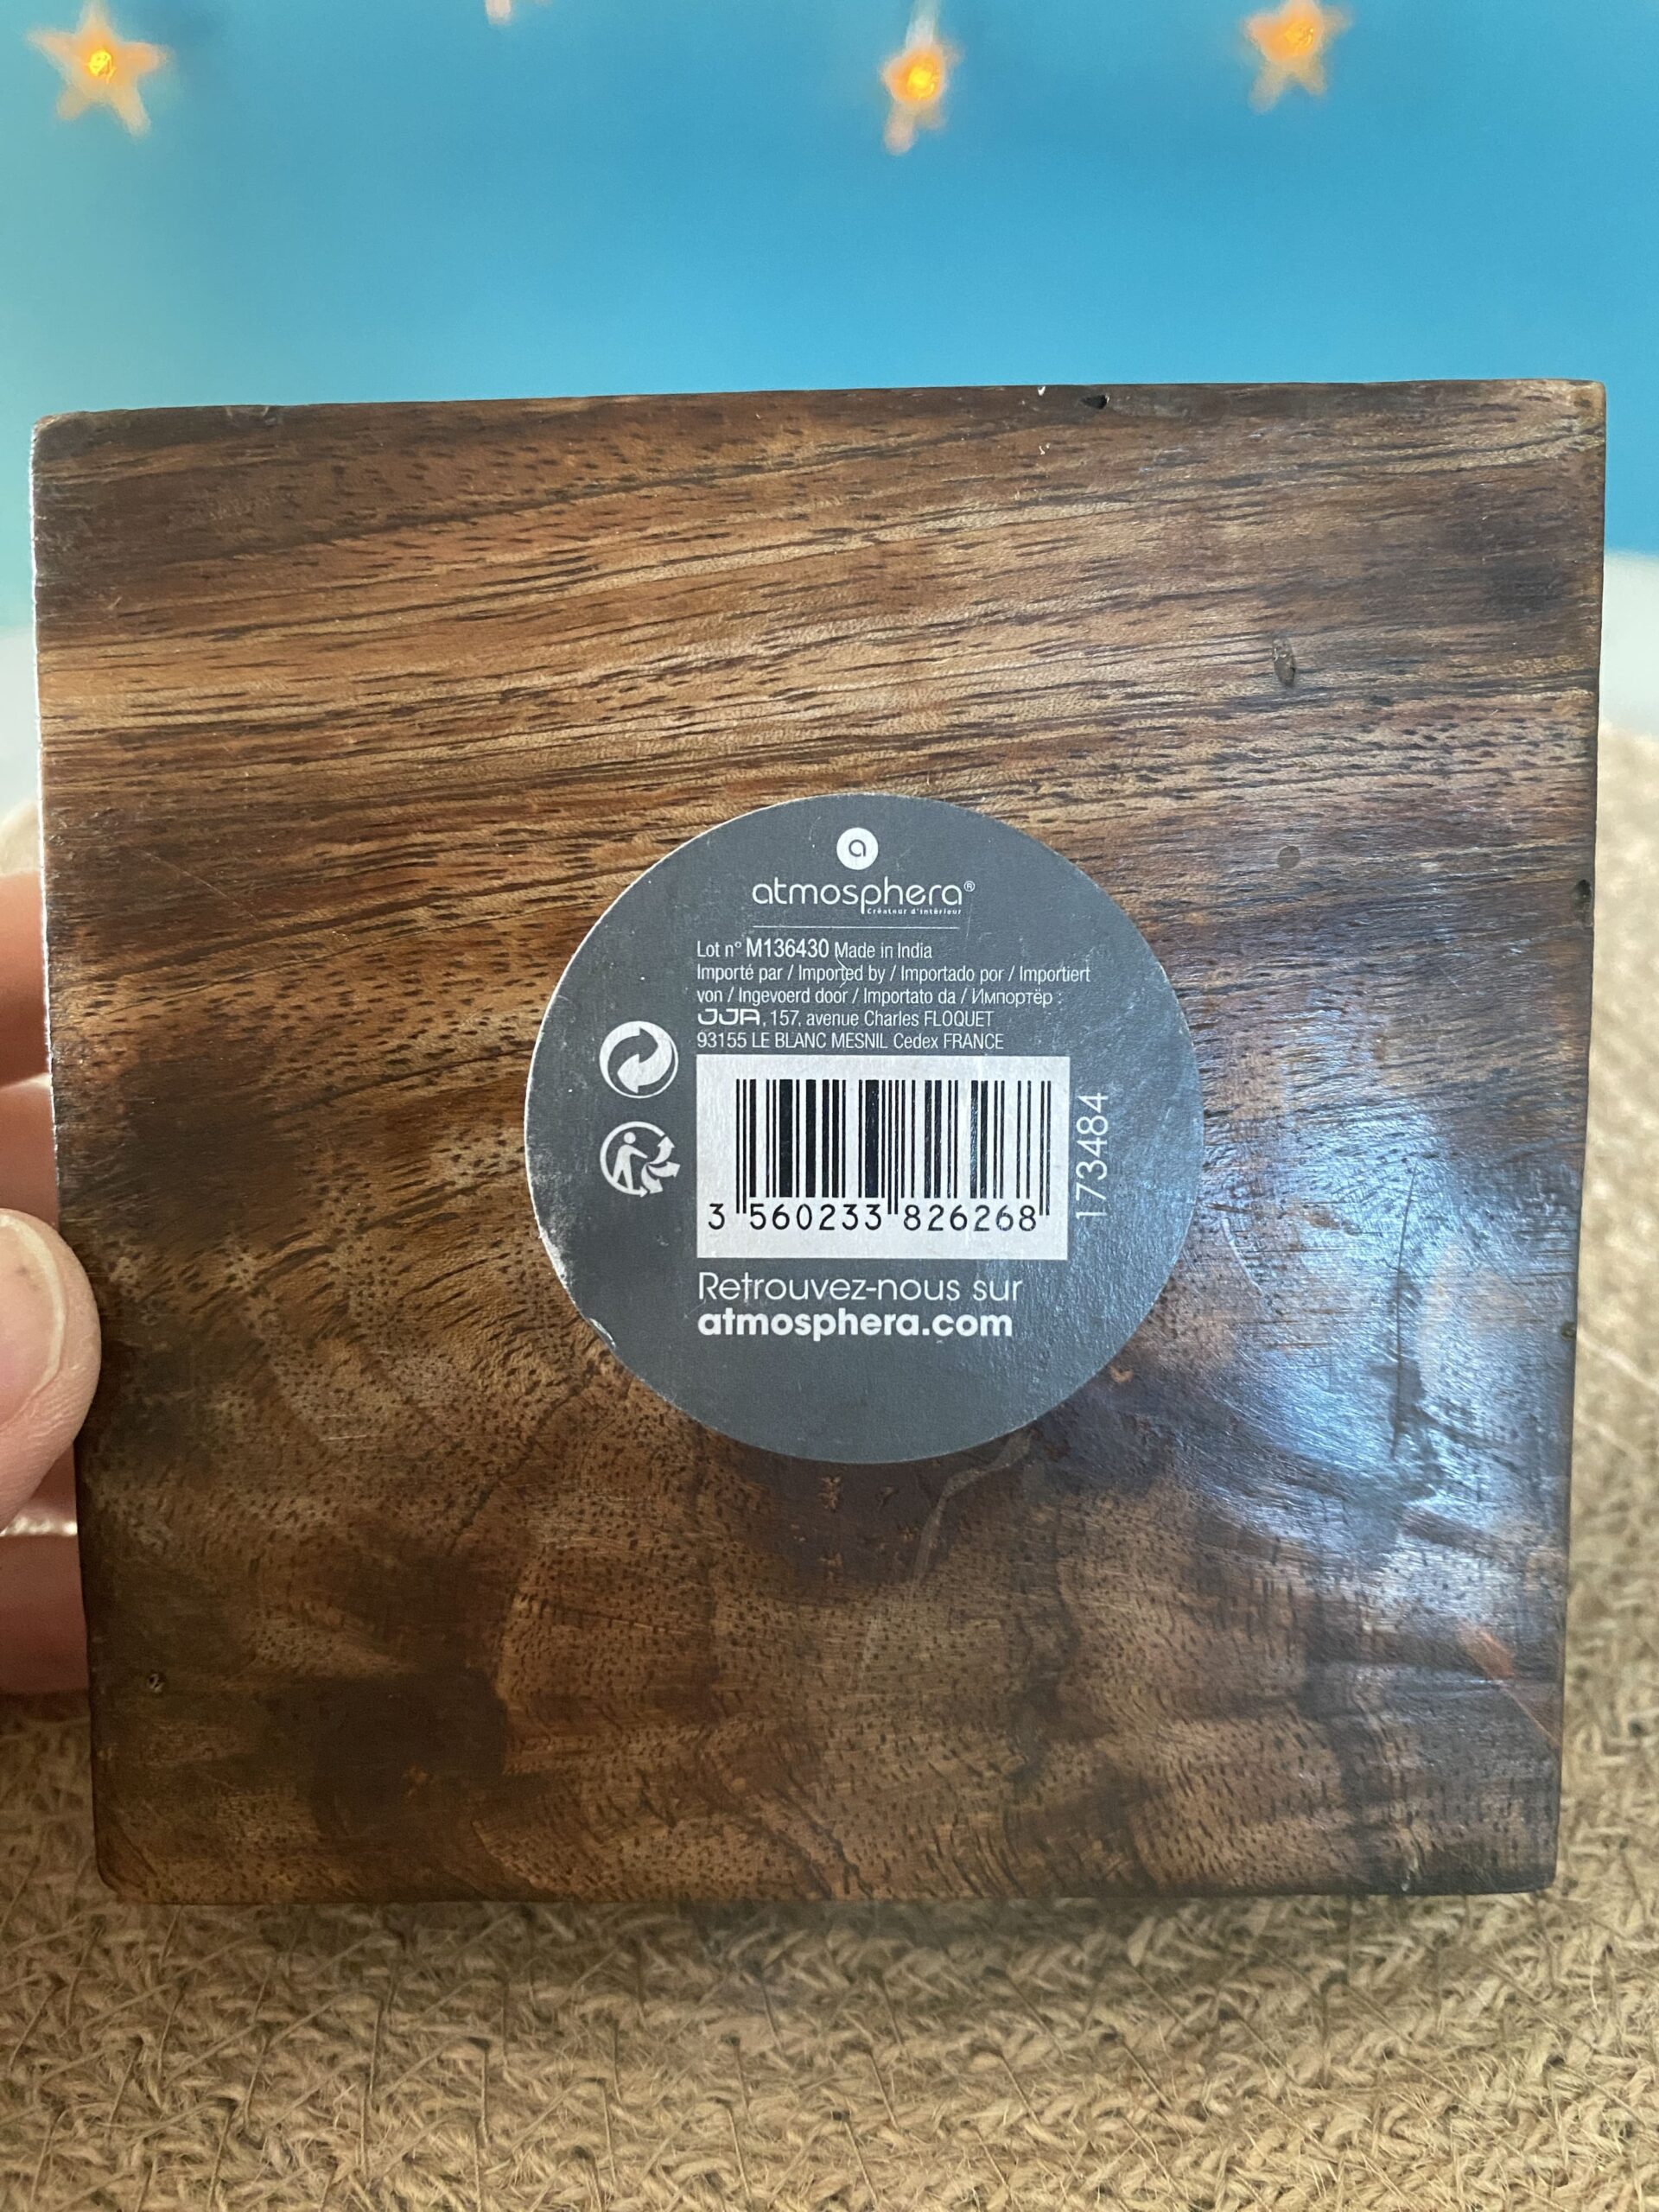 a
atmosphera®
Créateur d'intérieur
Lot n° M136430 Made in India
Importé par / Imported by / Importado por / Importiert
von / Ingevoerd door / Importato da / Импортёр :
JJA, 157, avenue Charles FLOQUET
93155 LE BLANC MESNIL Cedex FRANCE
3 560233 826268
173484
Retrouvez-nous sur
atmosphera.com